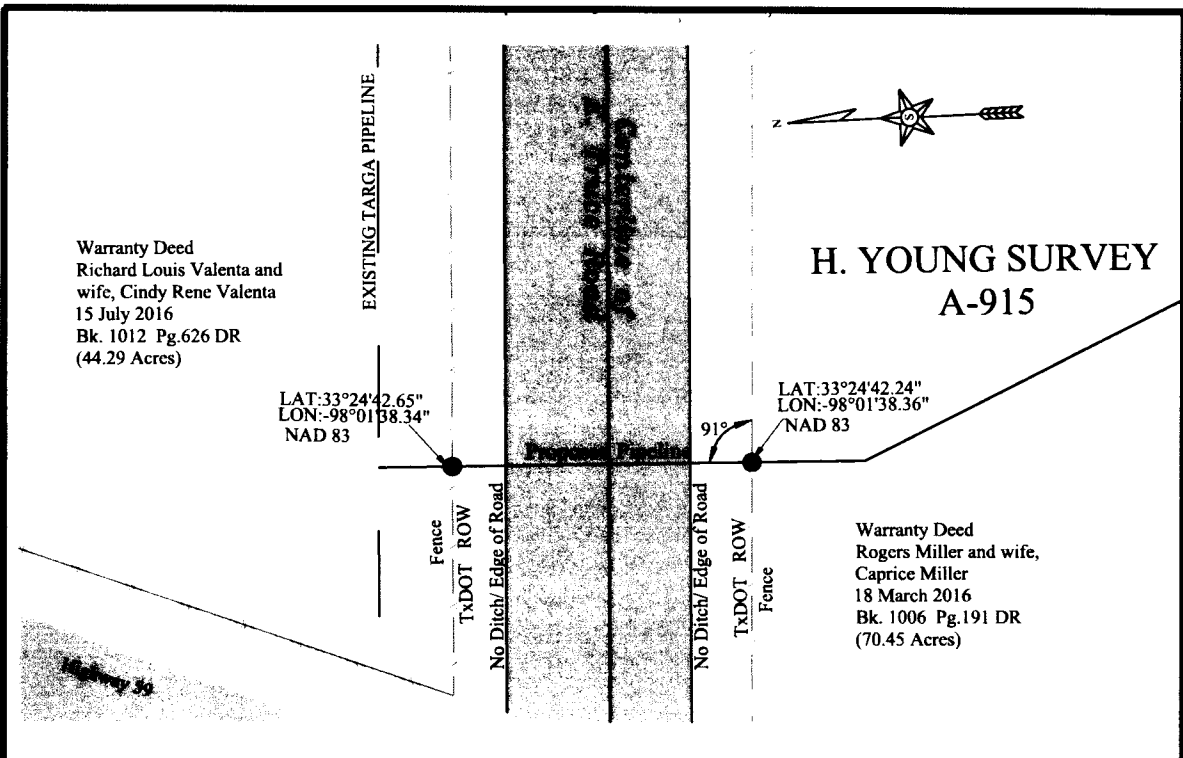 EXISTING TARGA PIPELINE
Centerline of
N
S
H. YOUNG SURVEY
A-915
Warranty Deed
Richard Louis Valenta and
wife, Cindy Rene Valenta
15 July 2016
Bk. 1012 Pg.626 DR
(44.29 Acres)
LAT:33°24'42.65"
LON:-98°01'38.34"
NAD 83
91°
LAT:33°24'42.24"
LON:-98°01'38.36"
NAD 83
Proposed Pipeline
Fence
TxDOT ROW
No Ditch/ Edge of Road
No Ditch/ Edge of Road
TxDOT ROW
Fence
Warranty Deed
Rogers Miller and wife,
Caprice Miller
18 March 2016
Bk. 1006 Pg.191 DR
(70.45 Acres)
Highway 59